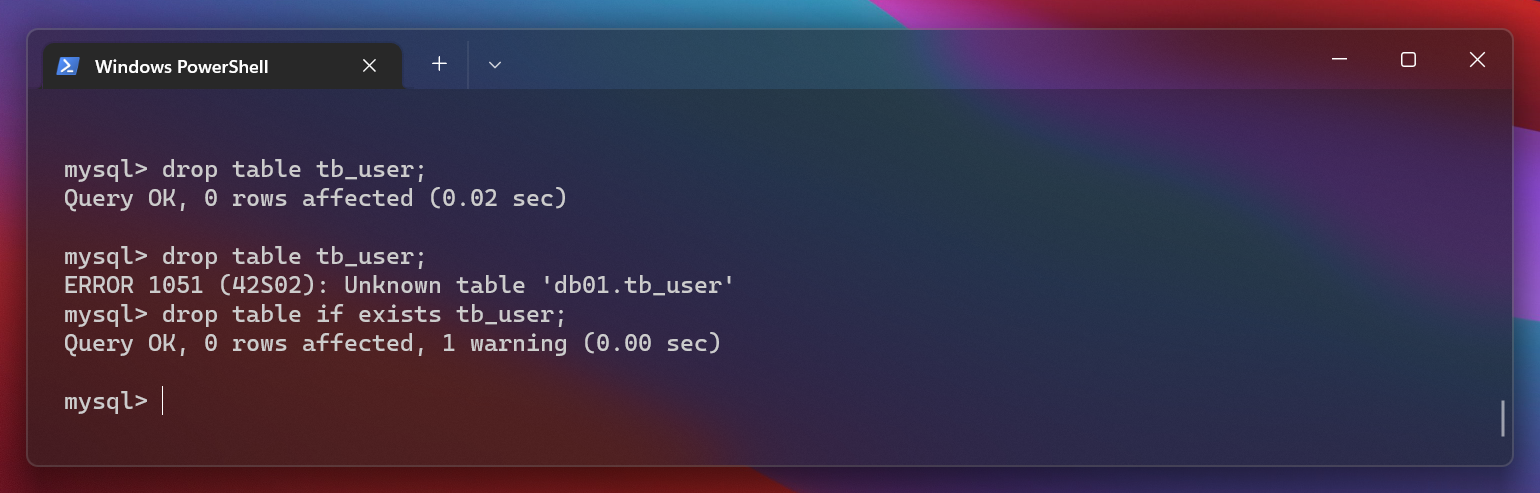 Windows PowerShell
mysql> drop table tb_user;
Query OK, 0 rows affected (0.02 sec)
mysql> drop table tb_user;
ERROR 1051 (42S02): Unknown table 'db01.tb_user'
mysql> drop table if exists tb_user;
Query OK, 0 rows affected, 1 warning (0.00 sec)
mysql>